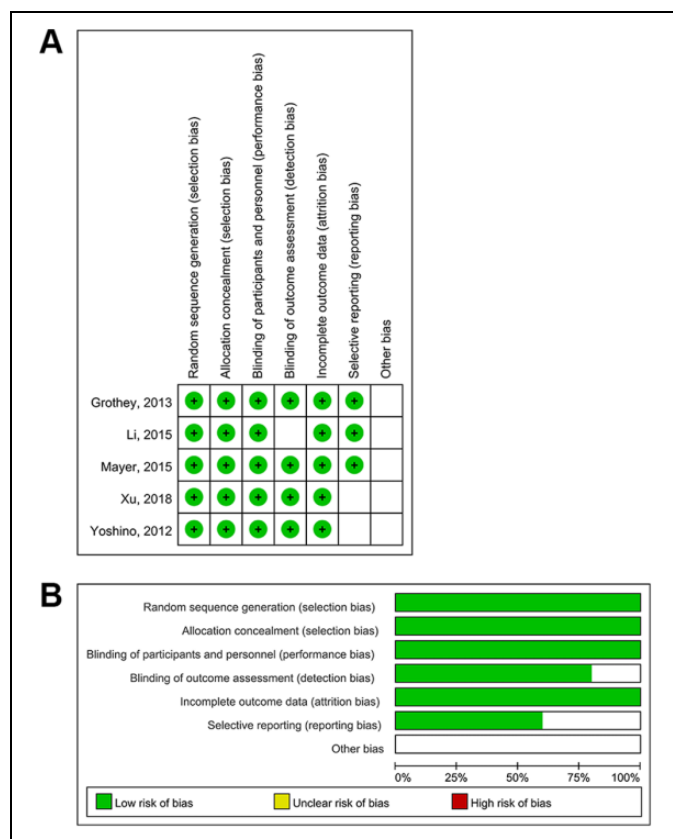 A
Random sequence generation (selection bias)
Allocation concealment (selection bias)
Blinding of participants and personnel (performance bias)
Blinding of outcome assessment (detection bias)
Incomplete outcome data (attrition bias)
Selective reporting (reporting bias)
Other bias
Grothey, 2013 + + + + + +
Li, 2015 + + + + +
Mayer, 2015 + + + + + +
Xu, 2018 + + + + +
Yoshino, 2012 + + + + +
B
Random sequence generation (selection bias)
Allocation concealment (selection bias)
Blinding of participants and personnel (performance bias)
Blinding of outcome assessment (detection bias)
Incomplete outcome data (attrition bias)
Selective reporting (reporting bias)
Other bias
0% 25% 50% 75% 100%
Low risk of bias Unclear risk of bias High risk of bias